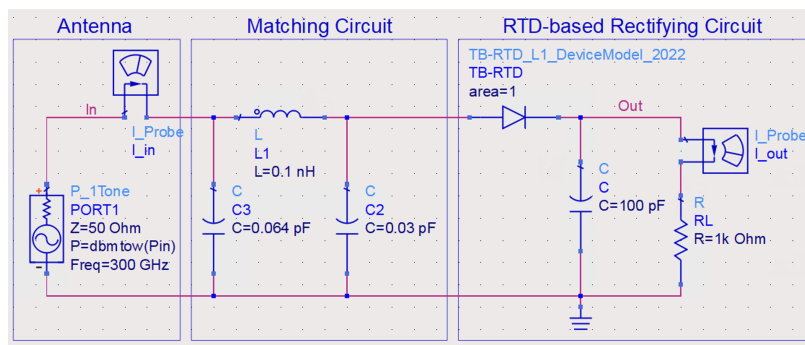 Antenna
Matching Circuit
RTD-based Rectifying Circuit
TB-RTD_L1_DeviceModel_2022
TB-RTD
area=1
In
Out
I_Probe
I_in
I_Probe
I_out
L
L1
L=0.1 nH
P_1Tone
PORT1
Z=50 Ohm
P=dbmtow(Pin)
Freq=300 GHz
+
-
C
C3
C=0.064 pF
C
C2
C=0.03 pF
C
C
C=100 pF
R
RL
R=1k Ohm